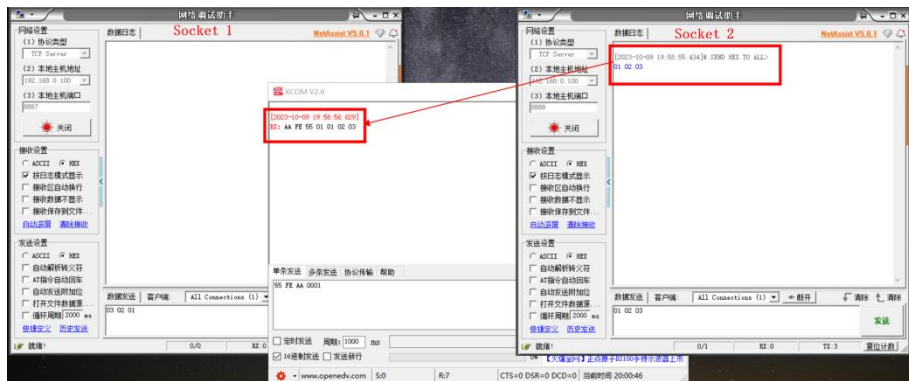 网络调试助手
网络设置
(1) 协议类型
TCP Server
(2) 本地主机地址
192.168.0.100
(3) 本地主机端口
8887
关闭
接收设置
ASCII HEX
按日志模式显示
接收区自动换行
接收数据不显示
接收保存到文件...
自动滚屏 清除接收
发送设置
ASCII HEX
自动解析转义符
AT指令自动回车
自动发送附加位
打开文件数据源...
循环周期 2000 ms
快捷定义 历史发送
数据日志
Socket 1
NetAssist V5.0.1
数据发送 客户端: All Connections (1)
03 02 01
就绪!
0/0
XCOM V2.6
[2023-10-09 19:58:56.629]
RX: AA FE 55 01 01 02 03
单条发送 多条发送 协议传输 帮助
55 FE AA 0001
定时发送 周期: 1000 ms
16进制发送 发送新行
0% 【火爆全网】正点原子DS100手持示波器上市
www.openedv.com S:0 R:7 CTS=0 DSR=0 DCD=0 当前时间 20:00:46
网络调试助手
网络设置
(1) 协议类型
TCP Server
(2) 本地主机地址
192.168.0.100
(3) 本地主机端口
8888
关闭
接收设置
ASCII HEX
按日志模式显示
接收区自动换行
接收数据不显示
接收保存到文件...
自动滚屏 清除接收
发送设置
ASCII HEX
自动解析转义符
AT指令自动回车
自动发送附加位
打开文件数据源...
循环周期 2000 ms
快捷定义 历史发送
数据日志
Socket 2
NetAssist V5.0.1
[2023-10-09 19:58:55.434]# SEND HEX TO ALL>
01 02 03
数据发送 客户端: All Connections (1) 断开 清除 清除
01 02 03
发送
就绪! 0/1 RX:0 TX:3 复位计数